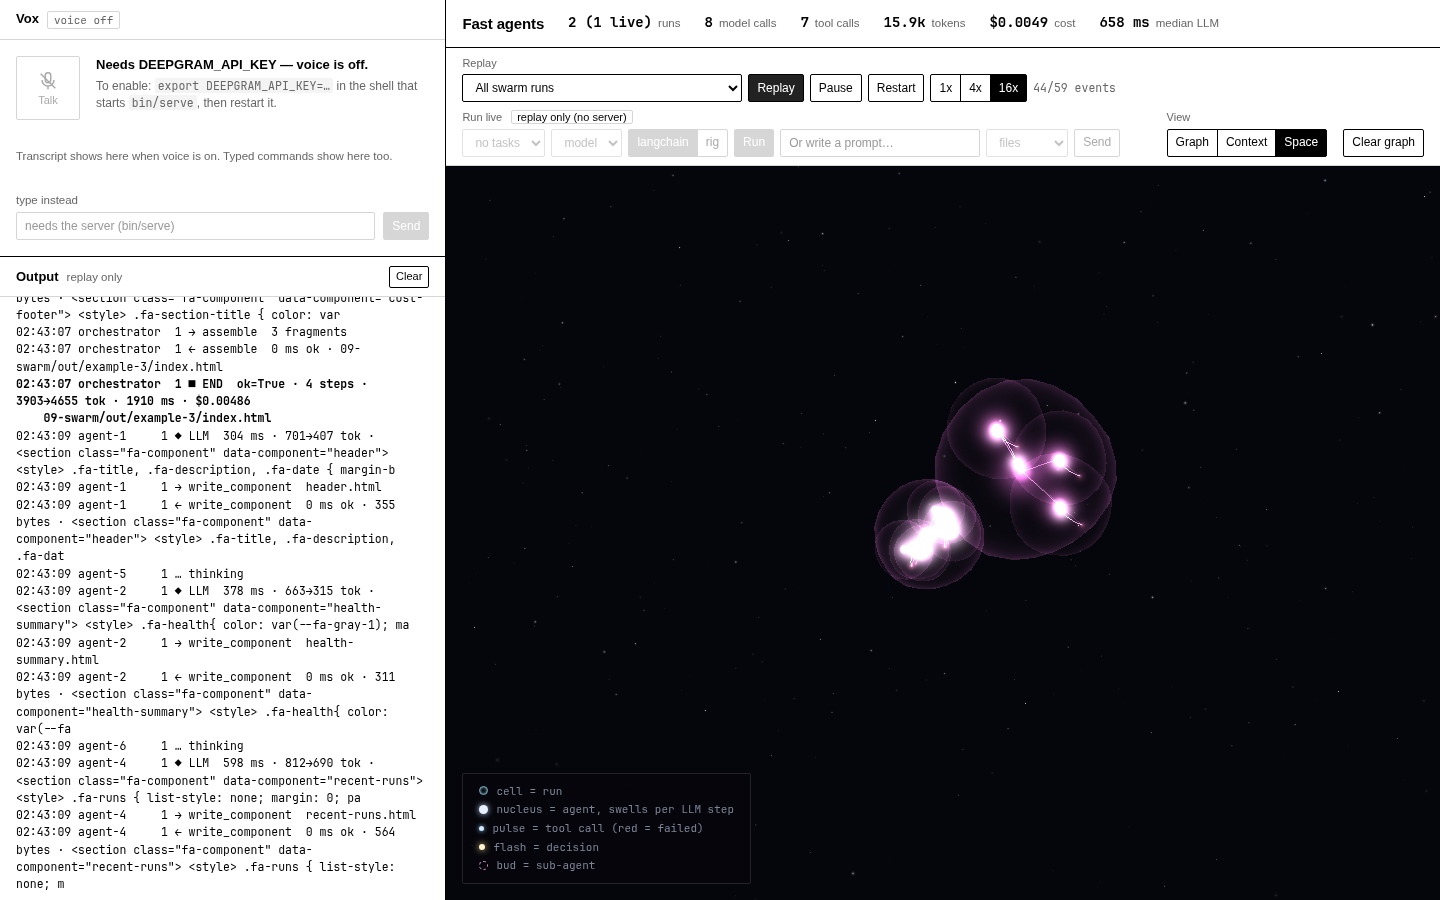 Vox voice off
Talk
Needs DEEPGRAM_API_KEY — voice is off.
To enable: export DEEPGRAM_API_KEY=… in the shell that
starts bin/serve, then restart it.
Transcript shows here when voice is on. Typed commands show here too.
type instead
needs the server (bin/serve) Send
Output replay only Clear
bytes · <section class="fa-component" data-component="cost-
footer"> <style> .fa-section-title { color: var
02:43:07 orchestrator 1 → assemble 3 fragments
02:43:07 orchestrator 1 ← assemble 0 ms ok · 09-
swarm/out/example-3/index.html
02:43:07 orchestrator 1 ■ END ok=True · 4 steps ·
3903→4655 tok · 1910 ms · $0.00486
09-swarm/out/example-3/index.html
02:43:09 agent-1 1 ◆ LLM 304 ms · 701→407 tok ·
<section class="fa-component" data-component="header">
<style> .fa-title, .fa-description, .fa-date { margin-b
02:43:09 agent-1 1 → write_component header.html
02:43:09 agent-1 1 ← write_component 0 ms ok · 355
bytes · <section class="fa-component" data-
component="header"> <style> .fa-title, .fa-description,
.fa-dat
02:43:09 agent-5 1 … thinking
02:43:09 agent-2 1 ◆ LLM 378 ms · 663→315 tok ·
<section class="fa-component" data-component="health-
summary"> <style> .fa-health{ color: var(--fa-gray-1); ma
02:43:09 agent-2 1 → write_component health-
summary.html
02:43:09 agent-2 1 ← write_component 0 ms ok · 311
bytes · <section class="fa-component" data-
component="health-summary"> <style> .fa-health{ color:
var(--fa
02:43:09 agent-6 1 … thinking
02:43:09 agent-4 1 ◆ LLM 598 ms · 812→690 tok ·
<section class="fa-component" data-component="recent-runs">
<style> .fa-runs { list-style: none; margin: 0; pa
02:43:09 agent-4 1 → write_component recent-runs.html
02:43:09 agent-4 1 ← write_component 0 ms ok · 564
bytes · <section class="fa-component" data-
component="recent-runs"> <style> .fa-runs { list-style:
none; m
Fast agents 2 (1 live) runs 8 model calls 7 tool calls 15.9k tokens $0.0049 cost 658 ms median LLM
Replay
All swarm runs Replay Pause Restart 1x 4x 16x 44/59 events
Run live replay only (no server) View
no tasks model langchain rig Run Or write a prompt… files Send Graph Context Space Clear graph
cell = run
nucleus = agent, swells per LLM step
pulse = tool call (red = failed)
flash = decision
bud = sub-agent